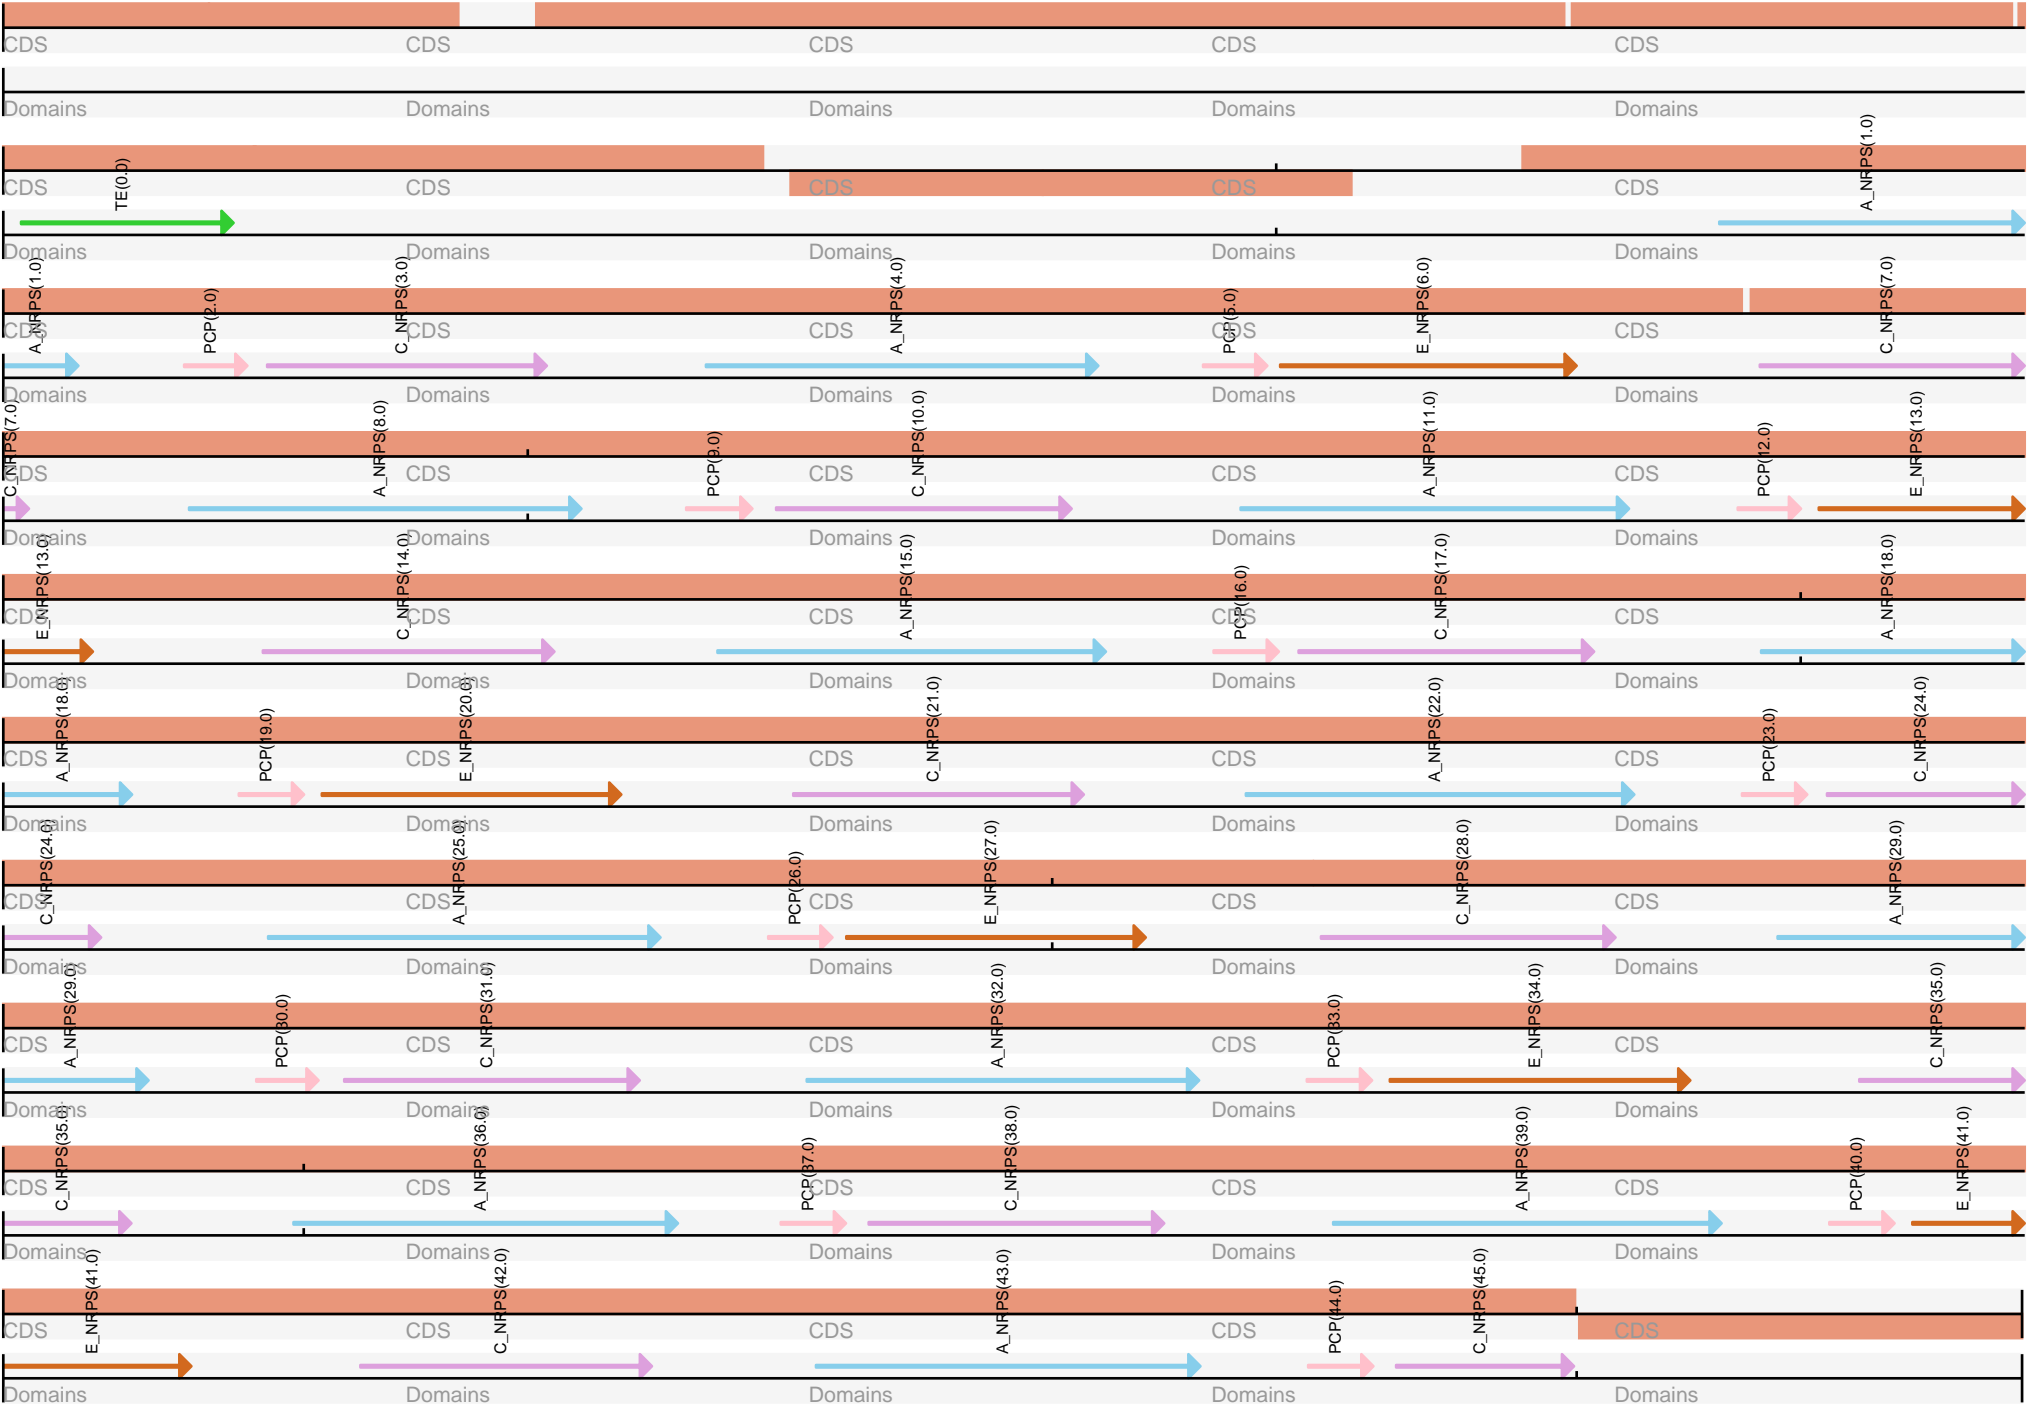 CDS CDS CDS CDS CDS
Domains Domains Domains Domains Domains
TE(0.0) A_NRPS(1.0)
CDS CDS CDS CDS CDS
Domains Domains Domains Domains Domains
A_NRPS(1.0) PCP(2.0) C_NRPS(3.0) A_NRPS(4.0) PCP(5.0) E_NRPS(6.0) C_NRPS(7.0)
CDS CDS CDS CDS CDS
Domains Domains Domains Domains Domains
C_NRPS(7.0) A_NRPS(8.0) PCP(9.0) C_NRPS(10.0) A_NRPS(11.0) PCP(12.0) E_NRPS(13.0)
CDS CDS CDS CDS CDS
Domains Domains Domains Domains Domains
E_NRPS(13.0) C_NRPS(14.0) A_NRPS(15.0) PCP(16.0) C_NRPS(17.0) A_NRPS(18.0)
CDS CDS CDS CDS CDS
Domains Domains Domains Domains Domains
A_NRPS(18.0) PCP(19.0) E_NRPS(20.0) C_NRPS(21.0) A_NRPS(22.0) PCP(23.0) C_NRPS(24.0)
CDS CDS CDS CDS CDS
Domains Domains Domains Domains Domains
C_NRPS(24.0) A_NRPS(25.0) PCP(26.0) E_NRPS(27.0) C_NRPS(28.0) A_NRPS(29.0)
CDS CDS CDS CDS CDS
Domains Domains Domains Domains Domains
A_NRPS(29.0) PCP(30.0) C_NRPS(31.0) A_NRPS(32.0) PCP(33.0) E_NRPS(34.0) C_NRPS(35.0)
CDS CDS CDS CDS CDS
Domains Domains Domains Domains Domains
C_NRPS(35.0) A_NRPS(36.0) PCP(37.0) C_NRPS(38.0) A_NRPS(39.0) PCP(40.0) E_NRPS(41.0)
CDS CDS CDS CDS CDS
Domains Domains Domains Domains Domains
E_NRPS(41.0) C_NRPS(42.0) A_NRPS(43.0) PCP(44.0) C_NRPS(45.0)
CDS CDS CDS CDS CDS
Domains Domains Domains Domains Domains